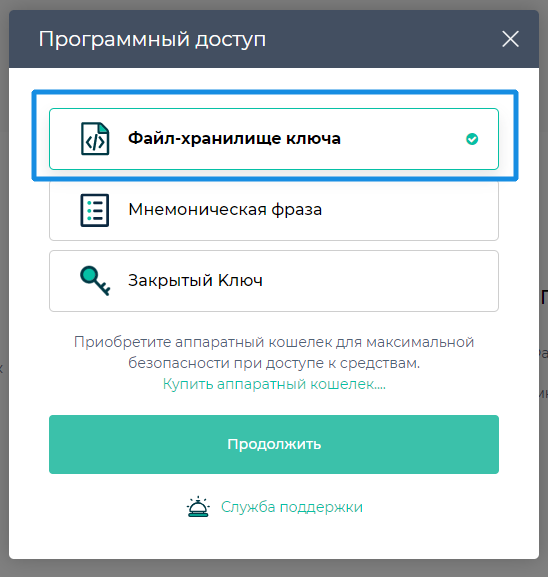 Программный доступ
Файл-хранилище ключа
Мнемоническая фраза
Закрытый Ключ
Приобретите аппаратный кошелек для максимальной
безопасности при доступе к средствам.
Купить аппаратный кошелек....
Продолжить
Служба поддержки